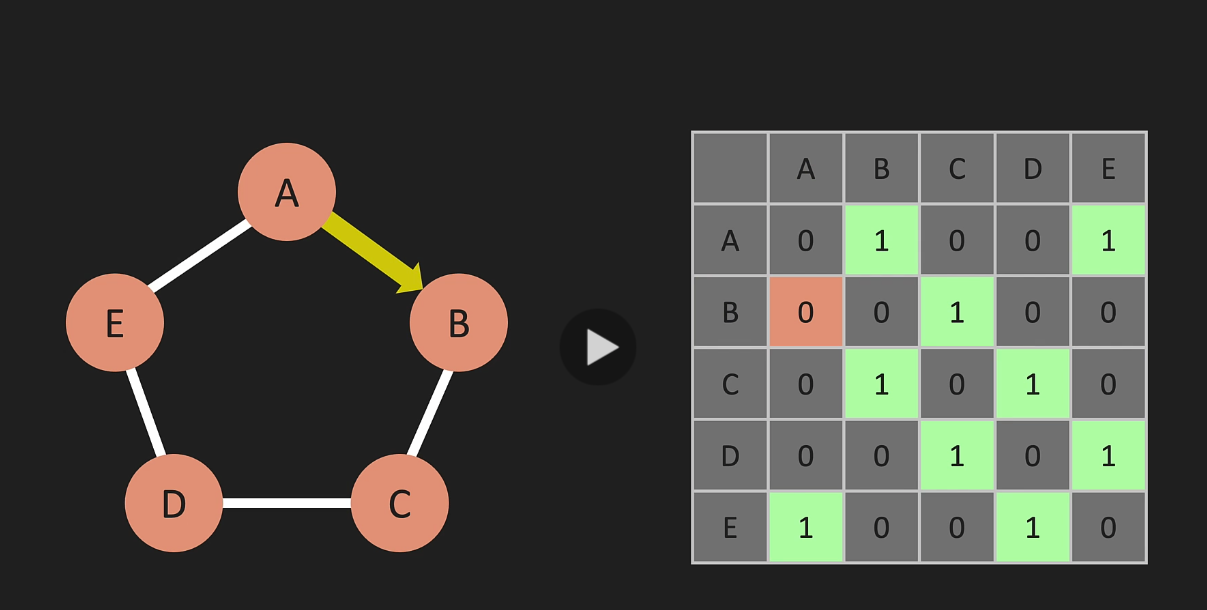 A
E
B
D
C
A B C D E
A 0 1 0 0 1
B 0 0 1 0 0
C 0 1 0 1 0
D 0 0 1 0 1
E 1 0 0 1 0